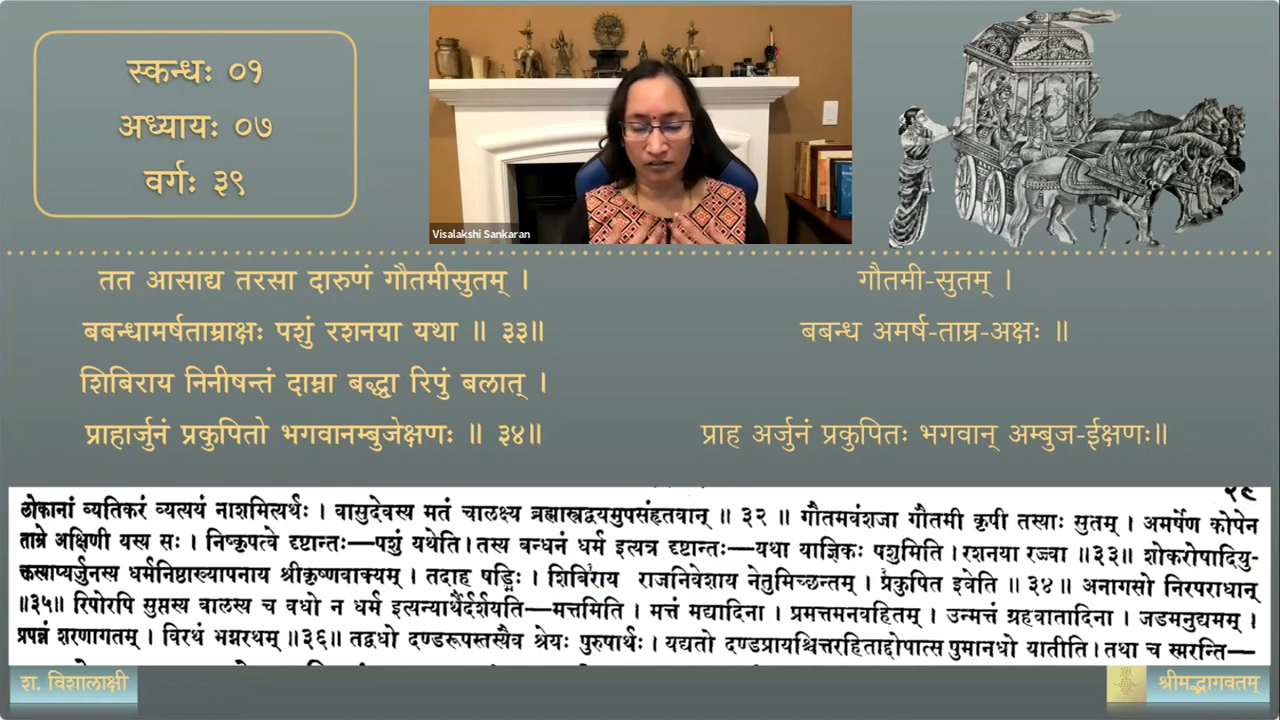 स्कन्धः ०१
अध्यायः ०७
वर्गः ३९
Visalakshi Sankaran
तत आसाद्य तरसा दारुणं गौतमीसुतम् ।
बबन्धामर्षताम्राक्षः पशुं रशनया यथा ॥ ३३॥
शिबिराय निनीषन्तं दाम्ना बद्ध्वा रिपुं बलात् ।
प्राहार्जुनं प्रकुपितो भगवानम्बुजेक्षणः ॥ ३४॥
गौतमी-सुतम् ।
बबन्ध अमर्ष-ताम्र-अक्षः ॥
प्राह अर्जुनं प्रकुपितः भगवान् अम्बुज-ईक्षणः॥
लोकानां व्यतिकरं व्यत्ययं नाशमित्यर्थः । वासुदेवस्य मतं चालक्ष्य ब्रह्मास्त्रद्वयमुपसंहृतवान् ॥ ३२ ॥ गौतमवंशजा गौतमी कृपी तस्याः सुतम् । अमर्षेण कोपेन
ताम्रे अक्षिणी यस्य सः । निष्कृपत्वे दृष्टान्तः—पशुं यथेति । तस्य बन्धनं धर्म इत्यत्र दृष्टान्तः—यथा याज्ञिकः पशुमिति । रशनया रज्ज्वा ॥३३॥ शोकरोपादियु-
क्तस्याप्यर्जुनस्य धर्मनिष्ठाख्यापनाय श्रीकृष्णवाक्यम् । तदाह षड्भिः । शिबिराय राजनिवेशाय नेतुमिच्छन्तम् । प्रकुपित इवेति ॥ ३४ ॥ अनागसो निरपराधान्
॥३५॥ रिपोरपि सुप्तस्य बालस्य च वधो न धर्म इत्यन्यार्थैर्दर्शयति—मत्तमिति । मत्तं मद्यादिना । प्रमत्तमनवहितम् । उन्मत्तं ग्रहवातादिना । जडमनुद्यमम् ।
प्रपन्नं शरणागतम् । विरथं भग्नरथम् ॥३६॥ तद्वधो दण्डरूपस्तस्यैव श्रेयः पुरुषार्थः । यद्यतो दण्डप्रायश्चित्तरहिताद्दोषात्स पुमानधो यातीति । तथा च स्मरन्ति—
श. विशालाक्षी
श्रीमद्भागवतम्